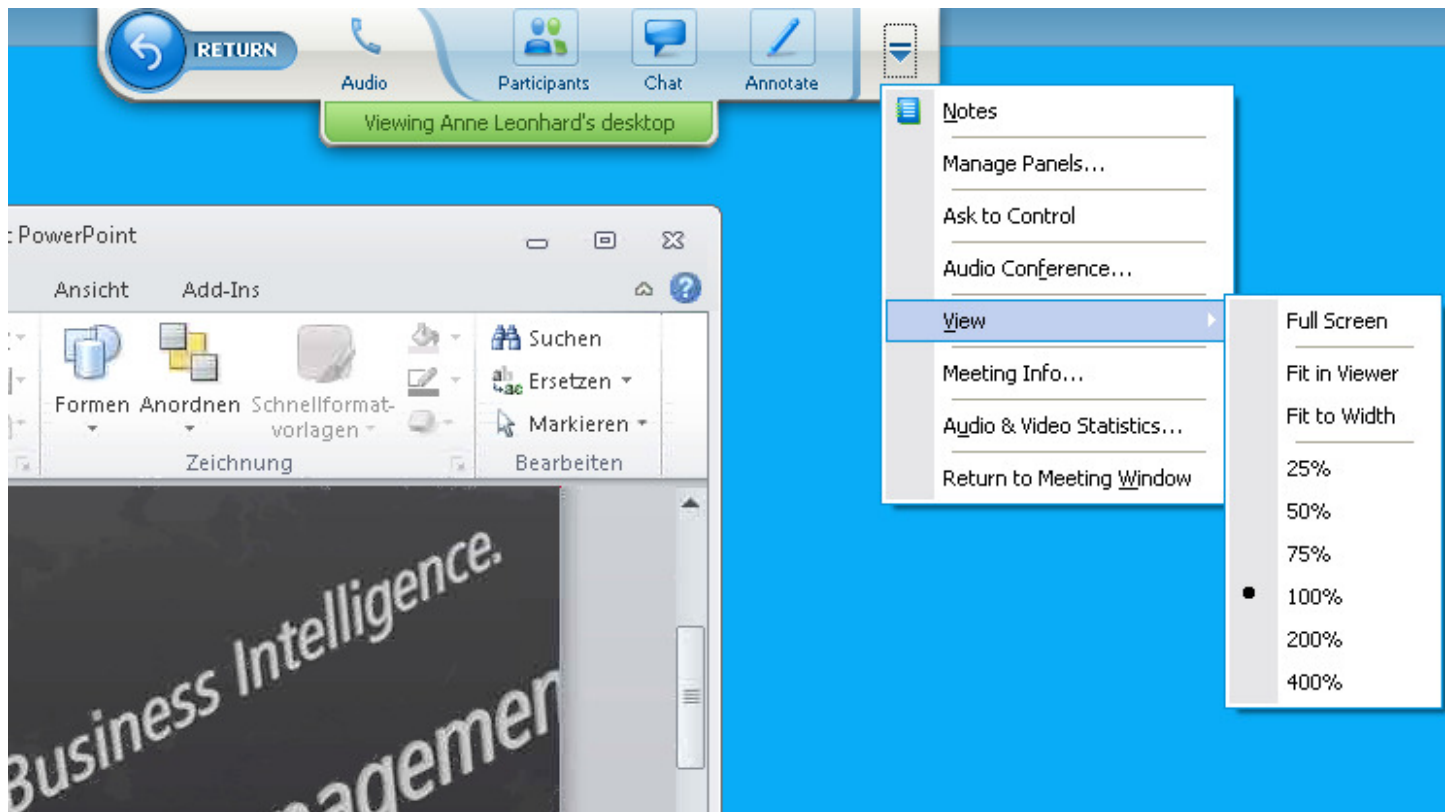 RETURN
Audio
Participants
Chat
Annotate
Viewing Anne Leonhard's desktop
Notes
Manage Panels...
Ask to Control
Audio Conference...
View
Meeting Info...
Audio & Video Statistics...
Return to Meeting Window
Full Screen
Fit in Viewer
Fit to Width
25%
50%
75%
100%
200%
400%
PowerPoint
Ansicht Add-Ins
Suchen
Ersetzen
Markieren
Formen Anordnen Schnellformat-
vorlagen
Zeichnung Bearbeiten
Business Intelligence.